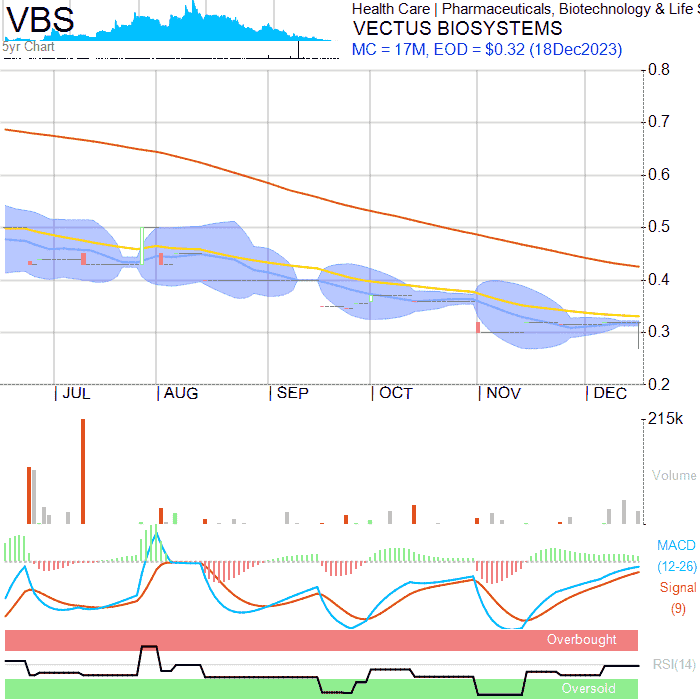 VBS
Health Care | Pharmaceuticals, Biotechnology & Life S
VECTUS BIOSYSTEMS
MC = 17M, EOD = $0.32 (18Dec2023)
5yr Chart
0.8
0.7
0.6
0.5
0.4
0.3
0.2
JUL AUG SEP OCT NOV DEC
215k
Volume
MACD
(12-26)
Signal
(9)
Overbought
RSI(14)
Oversold